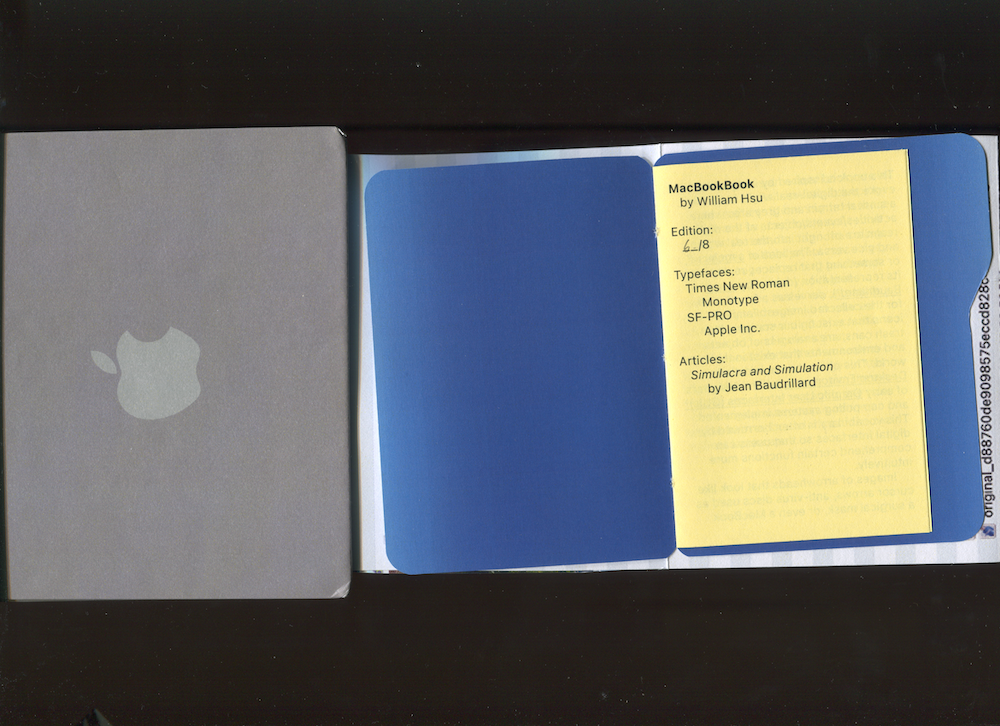 MacBookBook
by William Hsu
Edition:
6/8
Typefaces:
Times New Roman
Monotype
SF-PRO
Apple Inc.
Articles:
Simulacra and Simulation
by Jean Baudrillard
original_d88760de9098575eccd828